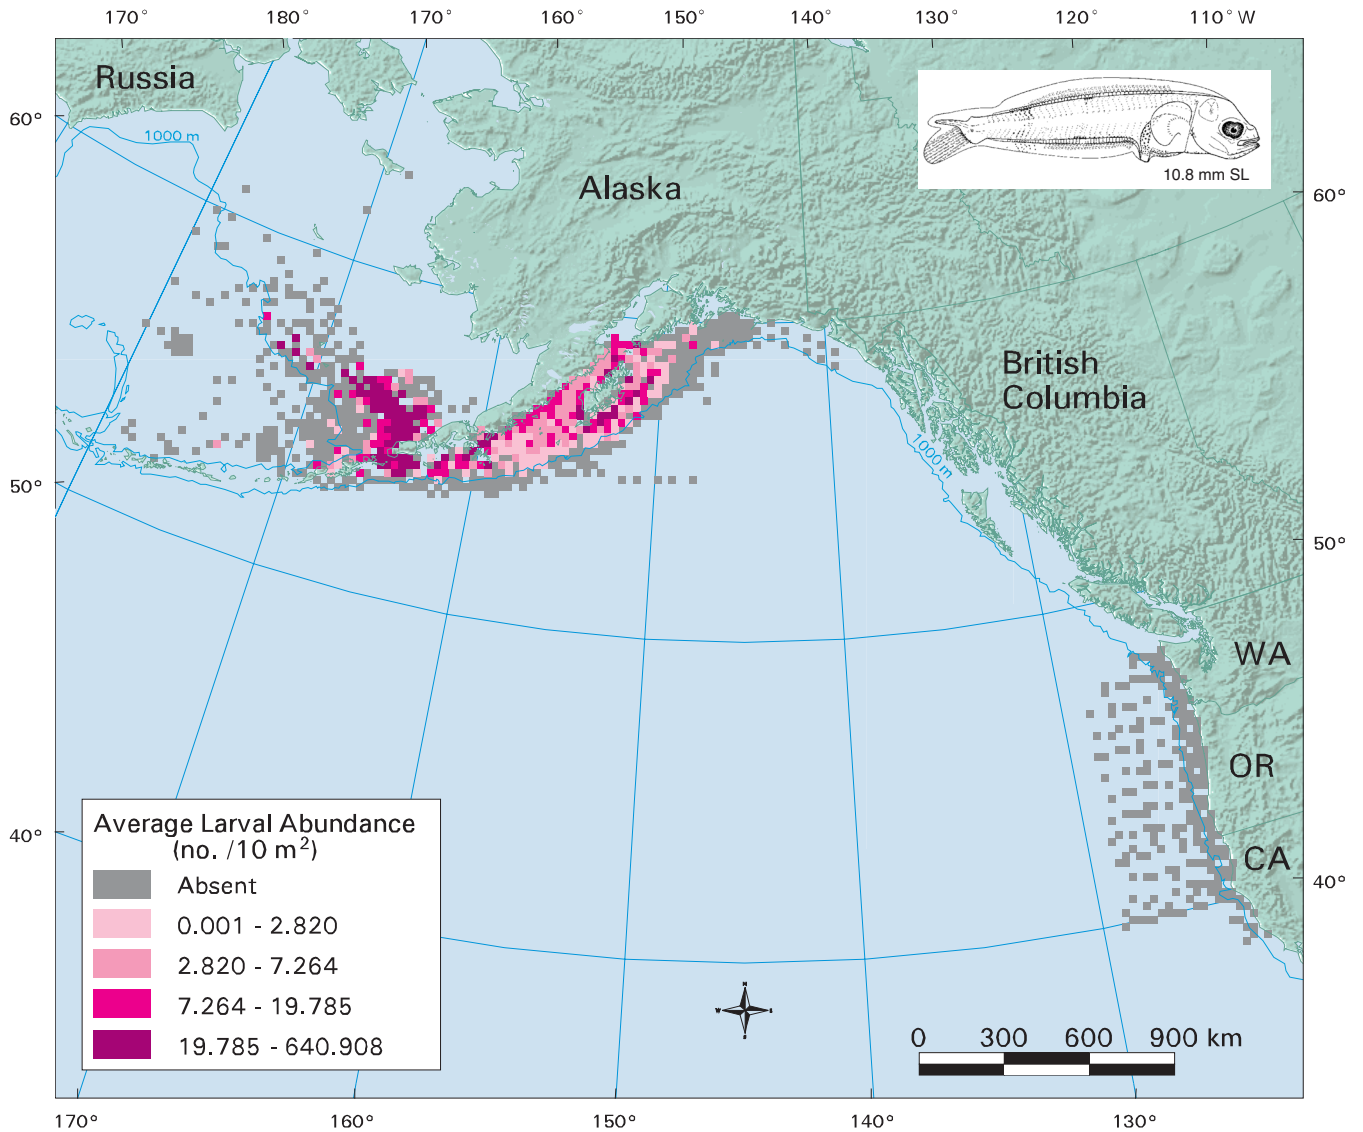 170° 180° 170° 160° 150° 140° 130° 120° 110° W
Russia
60°
1000 m
Alaska
10.8 mm SL
60°
British
Columbia
1000 m
50°
50°
WA
OR
CA
40°
40°
Average Larval Abundance
(no. /10 m²)
Absent
0.001 - 2.820
2.820 - 7.264
7.264 - 19.785
19.785 - 640.908
N
W
S
0 300 600 900 km
170° 160° 150° 140° 130°